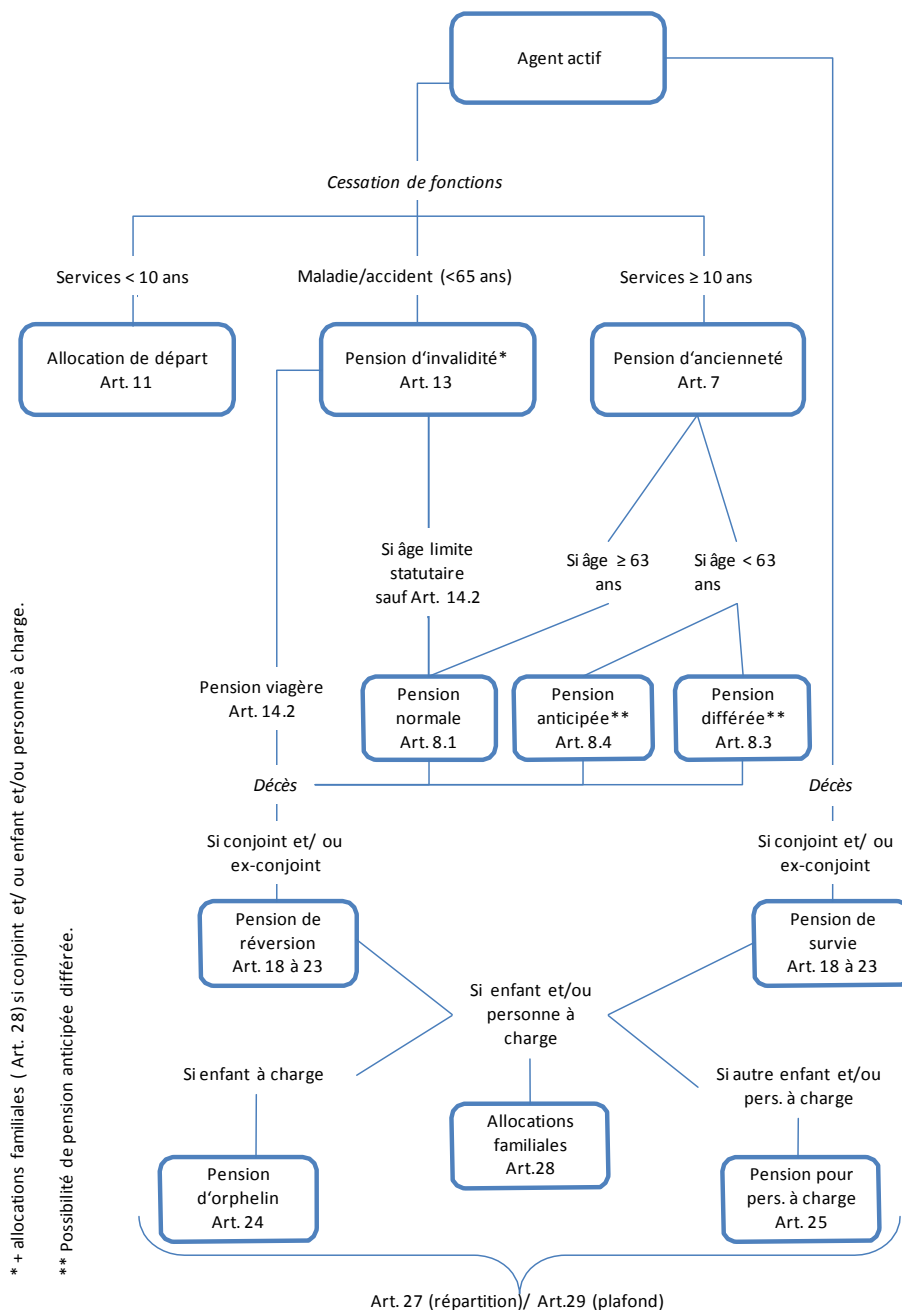 Agent actif
Cessation de fonctions
Services < 10 ans
Maladie/accident (<65 ans)
Services ≥ 10 ans
Allocation de départ
Art. 11
Pension d‘invalidité*
Art. 13
Pension d‘ancienneté
Art. 7
Si âge limite
statutaire
sauf Art. 14.2
Si âge ≥ 63
ans
Si âge < 63
ans
Pension viagère
Art. 14.2
Pension
normale
Art. 8.1
Pension
anticipée**
Art. 8.4
Pension
différée**
Art. 8.3
Décès
Décès
Si conjoint et/ ou
ex-conjoint
Si conjoint et/ ou
ex-conjoint
Pension de
réversion
Art. 18 à 23
Pension de
survie
Art. 18 à 23
Si enfant et/ou
personne à
charge
Si enfant à charge
Si autre enfant et/ou
pers. à charge
Allocations
familiales
Art.28
Pension
d‘orphelin
Art. 24
Pension pour
pers. à charge
Art. 25
Art. 27 (répartition)/ Art.29 (plafond)
* + allocations familiales ( Art. 28) si conjoint et/ ou enfant et/ou personne à charge.
** Possibilité de pension anticipée différée.